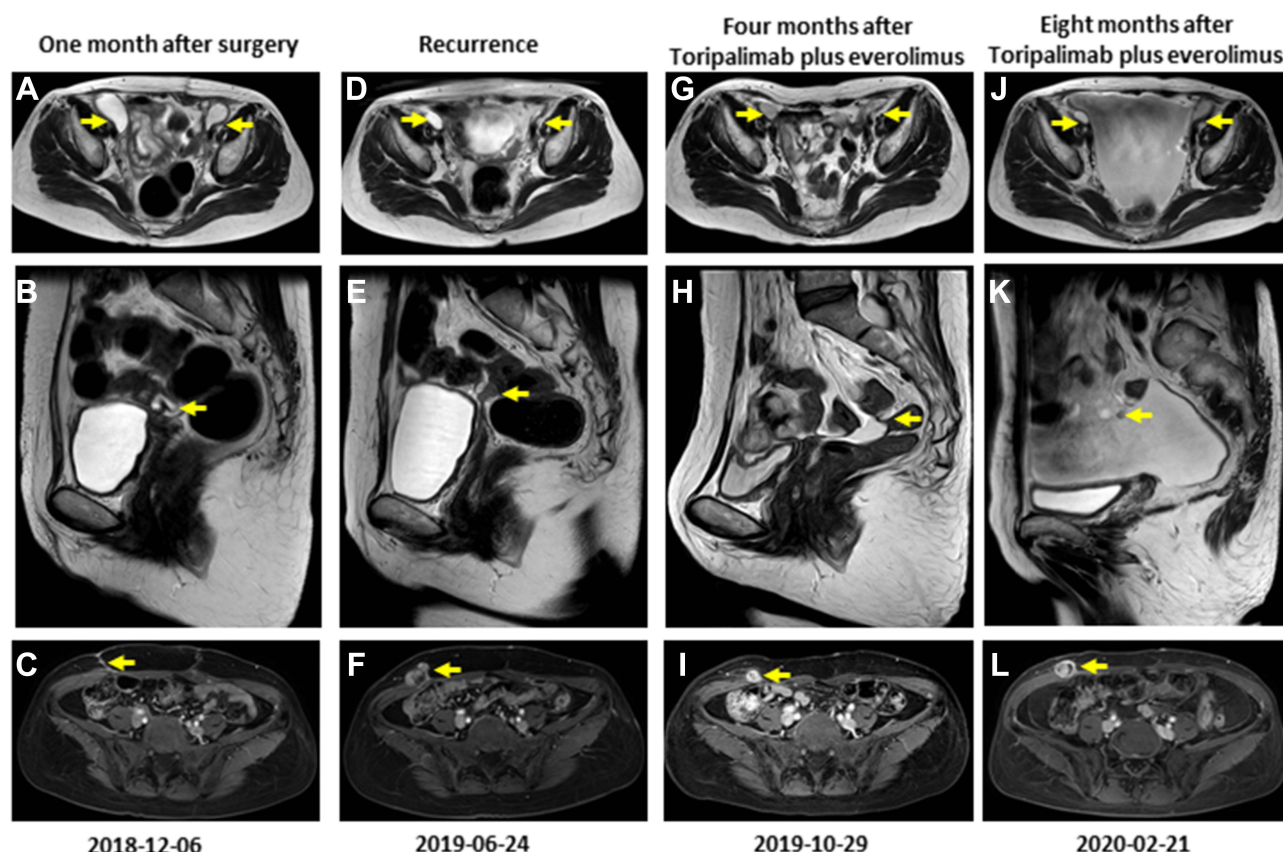 One month after surgery
Recurrence
Four months after
Toripalimab plus everolimus
Eight months after
Toripalimab plus everolimus
A
D
G
J
B
E
H
K
C
F
I
L
2018-12-06
2019-06-24
2019-10-29
2020-02-21